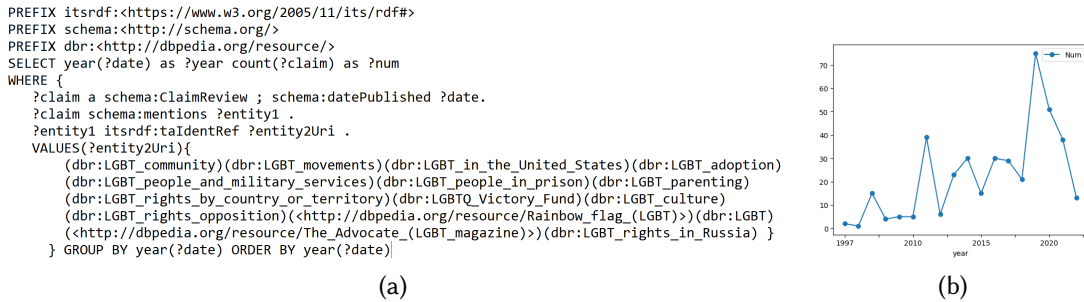 PREFIX itsrdf:<https://www.w3.org/2005/11/its/rdf#>
PREFIX schema:<http://schema.org/>
PREFIX dbr:<http://dbpedia.org/resource/>
SELECT year(?date) as ?year count(?claim) as ?num
WHERE {
?claim a schema:ClaimReview ; schema:datePublished ?date.
?claim schema:mentions ?entity1 .
?entity1 itsrdf:taIdentRef ?entity2Uri .
VALUES(?entity2Uri){
(dbr:LGBT_community)(dbr:LGBT_movements)(dbr:LGBT_in_the_United_States)(dbr:LGBT_adoption)
(dbr:LGBT_people_and_military_services)(dbr:LGBT_people_in_prison)(dbr:LGBT_parenting)
(dbr:LGBT_rights_by_country_or_territory)(dbr:LGBTQ_Victory_Fund)(dbr:LGBT_culture)
(dbr:LGBT_rights_opposition)(<http://dbpedia.org/resource/Rainbow_flag_(LGBT)>)(dbr:LGBT)
(<http://dbpedia.org/resource/The_Advocate_(LGBT_magazine)>)(dbr:LGBT_rights_in_Russia) }
} GROUP BY year(?date) ORDER BY year(?date)
(a)
Num
70
60
50
40
30
20
10
0
1997 2010 2015 2020
year
(b)